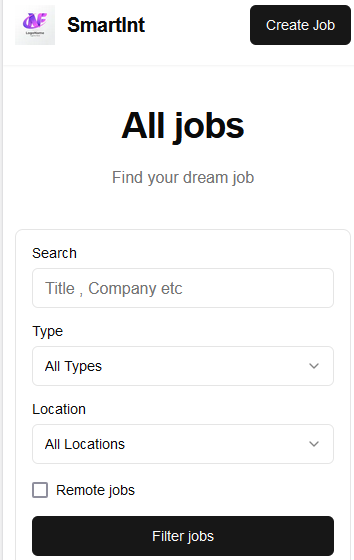 SmartInt
Create Job
All jobs
Find your dream job
Search
Title , Company etc
Type
All Types
Location
All Locations
Remote jobs
Filter jobs